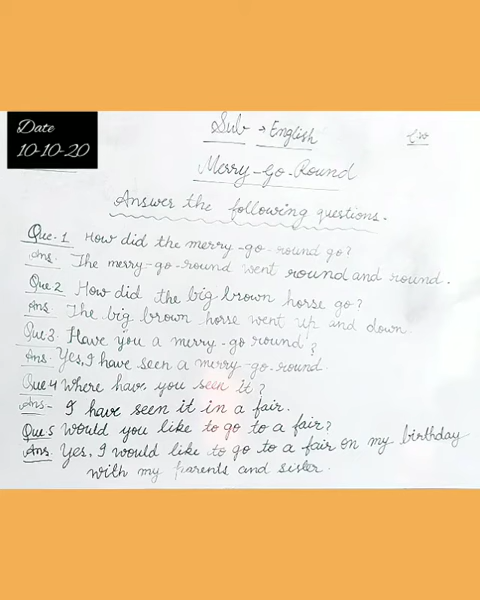 Date
10-10-20
Sub → English
Merry-Go-Round
Answer the following questions.
Que. 1 How did the merry-go-round go?
Ans. The merry-go-round went round and round.
Que 2 How did the big brown horse go?
Ans The big brown horse went up and down.
Que 3. Have you a merry-go round?
Ans. Yes, I have seen a merry-go-round.
Que 4 Where have you seen it?
Ans- I have seen it in a fair.
Que 5 Would you like to go to a fair?
Ans. Yes, I would like to go to a fair on my birthday
with my parents and sister.